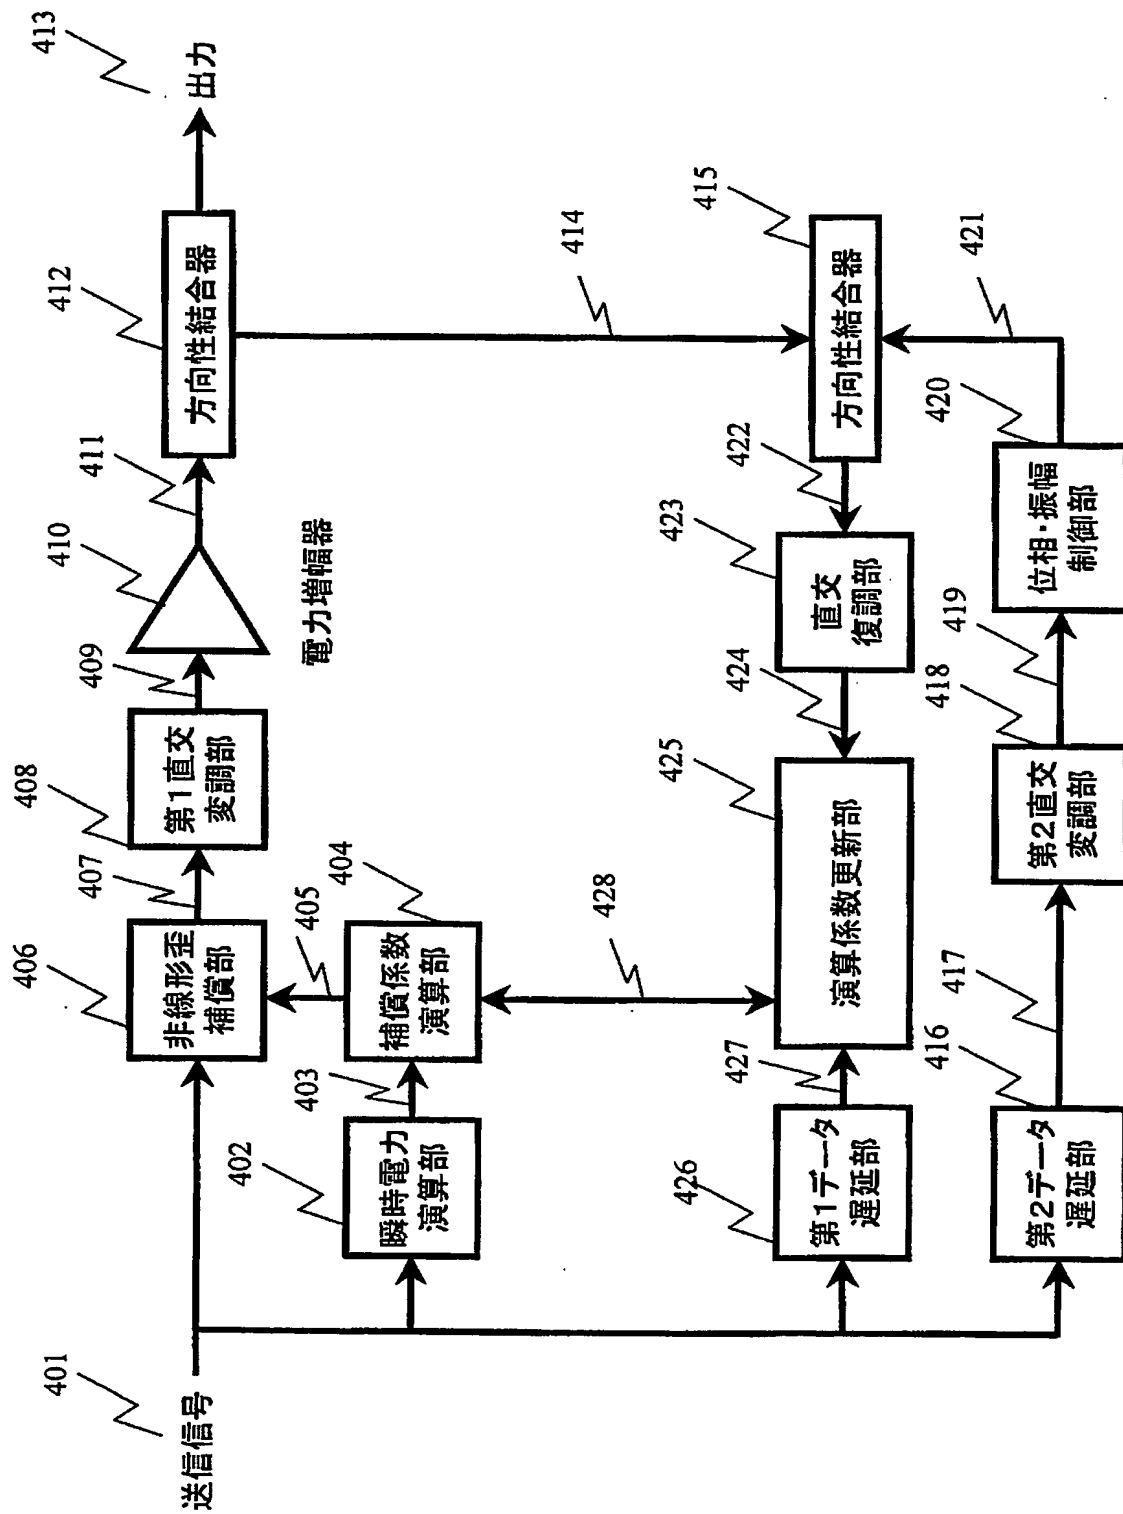 401
送信信号
406
非線形歪
補償部
407
408
第1直交
変調部
409
410
電力増幅器
411
412
方向性結合器
413
出力
402
瞬時電力
演算部
403
404
補償係数
演算部
405
428
414
426
第1データ
遅延部
427
425
演算係数更新部
424
423
直交
復調部
422
415
方向性結合器
416
第2データ
遅延部
417
418
第2直交
変調部
419
420
位相・振幅
制御部
421